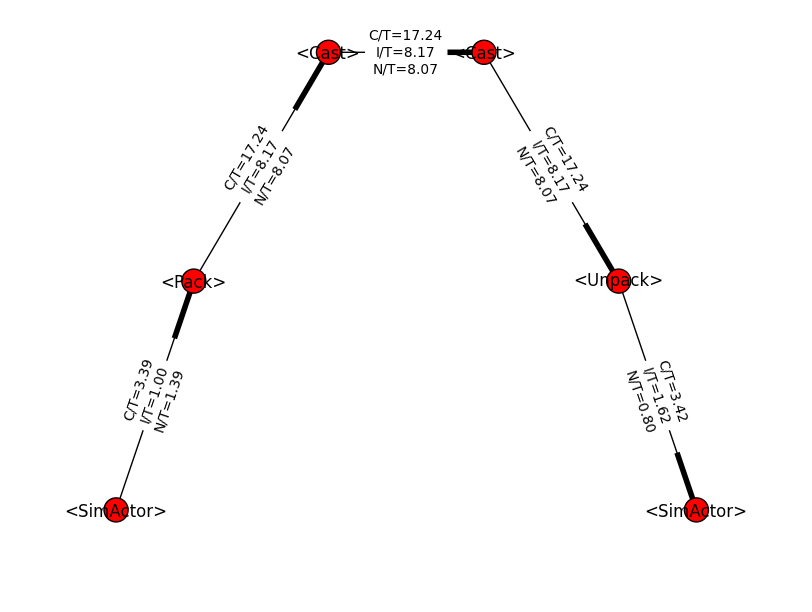 C/T=17.24
I/T=8.17
N/T=8.07
<Cast>
<Cast>
C/T=17.24
I/T=8.17
N/T=8.07
C/T=17.24
I/T=8.17
N/T=8.07
<Pack>
<Unpack>
C/T=3.39
I/T=1.00
N/T=1.39
C/T=3.42
I/T=1.62
N/T=0.80
<SimActor>
<SimActor>